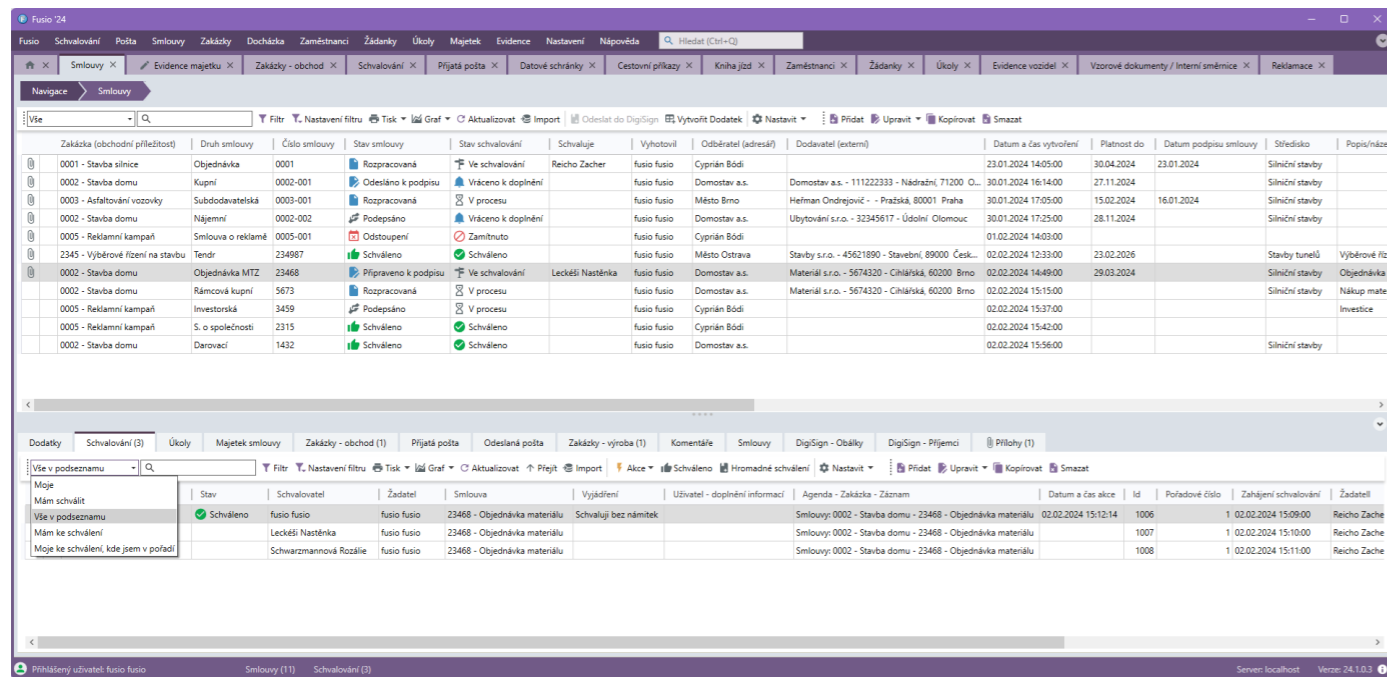 Fusio '24
Fusio Schvalování Pošta Smlouvy Zakázky Docházka Zaměstnanci Žádanky Úkoly Majetek Evidence Nastavení Nápověda Hledat (Ctrl+Q)
Smlouvy Evidence majetku Zakázky - obchod Schvalování Přijatá pošta Datové schránky Cestovní příkazy Kniha jízd Zaměstnanci Žádanky Úkoly Evidence vozidel Vzorové dokumenty / Interní směrnice Reklamace
Navigace Smlouvy
Vše Filtr Nastavení filtru Tisk Graf Aktualizovat Import Odeslat do DigiSign Vytvořit Dodatek Nastavit Přidat Upravit Kopírovat Smazat
Zakázka (obchodní příležitost) Druh smlouvy Číslo smlouvy Stav smlouvy Stav schvalování Schvaluje Vyhotovil Odběratel (adresář) Dodavatel (externí) Datum a čas vytvoření Platnost do Datum podpisu smlouvy Středisko Popis/náze
0001 - Stavba silnice Objednávka 0001 Rozpracovaná Ve schvalování Reicho Zacher fusio fusio Cyprián Bódi 23.01.2024 14:05:00 30.04.2024 23.01.2024 Silniční stavby
0002 - Stavba domu Kupní 0002-001 Odesláno k podpisu Vráceno k doplnění fusio fusio Domostav a.s. Domostav a.s. - 111222333 - Nádražní, 71200 O... 30.01.2024 16:14:00 27.11.2024 Silniční stavby
0003 - Asfaltování vozovky Subdodavatelská 0003-001 Rozpracovaná V procesu fusio fusio Město Brno Heřman Ondrejovič - - Pražská, 80001 Praha 30.01.2024 17:05:00 15.02.2024 16.01.2024 Silniční stavby
0002 - Stavba domu Nájemní 0002-002 Podepsáno Vráceno k doplnění fusio fusio Domostav a.s. Ubytování s.r.o. - 32345617 - Údolní Olomouc 30.01.2024 17:25:00 28.11.2024 Silniční stavby
0005 - Reklamní kampaň Smlouva o reklamě 0005-001 Odstoupení Zamítnuto fusio fusio Cyprián Bódi 01.02.2024 14:03:00
2345 - Výběrové řízení na stavbu Tendr 234987 Schváleno Schváleno fusio fusio Město Ostrava Stavby s.r.o. - 45621890 - Stavební, 89000 Česk... 02.02.2024 12:33:00 23.02.2026 Stavby tunelů Výběrové říz
0002 - Stavba domu Objednávka MTZ 23468 Připraveno k podpisu Ve schvalování Leckéši Nastěnka fusio fusio Domostav a.s. Materiál s.r.o. - 5674320 - Cihlářská, 60200 Brno 02.02.2024 14:49:00 29.03.2024 Silniční stavby Objednávka
0002 - Stavba domu Rámcová kupní 5673 Rozpracovaná V procesu fusio fusio Domostav a.s. Materiál s.r.o. - 5674320 - Cihlářská, 60200 Brno 02.02.2024 15:15:00 Silniční stavby Nákup mate
0005 - Reklamní kampaň Investorská 3459 Podepsáno V procesu fusio fusio Cyprián Bódi 02.02.2024 15:37:00 Investice
0005 - Reklamní kampaň S. o společnosti 2315 Schváleno Schváleno fusio fusio Cyprián Bódi 02.02.2024 15:42:00
0002 - Stavba domu Darovací 1432 Schváleno Schváleno fusio fusio Domostav a.s. 02.02.2024 15:56:00 Silniční stavby
Dodatky Schvalování (3) Úkoly Majetek smlouvy Zakázky - obchod (1) Přijatá pošta Odeslaná pošta Zakázky - výroba (1) Komentáře Smlouvy DigiSign - Obálky DigiSign - Příjemci Přílohy (1)
Vše v podseznamu Filtr Nastavení filtru Tisk Graf Aktualizovat Přejít Import Akce Schváleno Hromadné schválení Nastavit Přidat Upravit Kopírovat Smazat
Moje
Mám schválit
Vše v podseznamu
Mám ke schválení
Moje ke schválení, kde jsem v pořadí
Stav Schvalovatel Žadatel Smlouva Vyjádření Uživatel - doplnění informací Agenda - Zakázka - Záznam Datum a čas akce Id Pořadové číslo Zahájení schvalování Žadatell
Schváleno fusio fusio fusio fusio 23468 - Objednávka materiálu Schvaluji bez námitek Smlouvy: 0002 - Stavba domu - 23468 - Objednávka materiálu 02.02.2024 15:12:14 1006 1 02.02.2024 15:09:00 Reicho Zache
Leckéši Nastěnka fusio fusio 23468 - Objednávka materiálu Smlouvy: 0002 - Stavba domu - 23468 - Objednávka materiálu 1007 1 02.02.2024 15:10:00 Reicho Zache
Schwarzmannová Rozálie fusio fusio 23468 - Objednávka materiálu Smlouvy: 0002 - Stavba domu - 23468 - Objednávka materiálu 1008 1 02.02.2024 15:11:00 Reicho Zache
Přihlášený uživatel: fusio fusio Smlouvy (11) Schvalování (3) Server: localhost Verze: 24.1.0.3